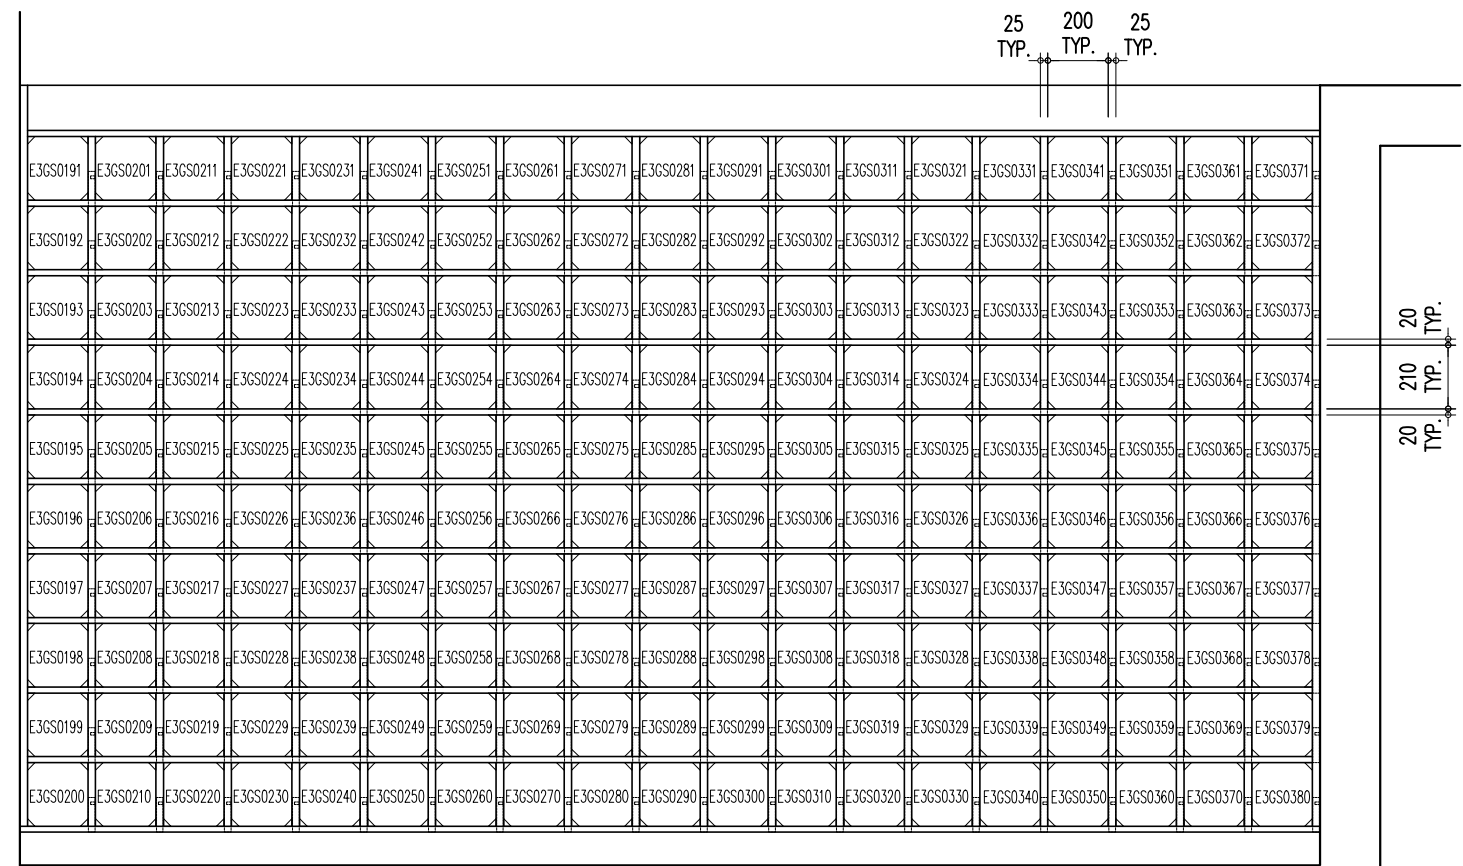 25 200 25
TYP. TYP. TYP.
E3GS0191 E3GS0201 E3GS0211 E3GS0221 E3GS0231 E3GS0241 E3GS0251 E3GS0261 E3GS0271 E3GS0281 E3GS0291 E3GS0301 E3GS0311 E3GS0321 E3GS0331 E3GS0341 E3GS0351 E3GS0361 E3GS0371
E3GS0192 E3GS0202 E3GS0212 E3GS0222 E3GS0232 E3GS0242 E3GS0252 E3GS0262 E3GS0272 E3GS0282 E3GS0292 E3GS0302 E3GS0312 E3GS0322 E3GS0332 E3GS0342 E3GS0352 E3GS0362 E3GS0372
E3GS0193 E3GS0203 E3GS0213 E3GS0223 E3GS0233 E3GS0243 E3GS0253 E3GS0263 E3GS0273 E3GS0283 E3GS0293 E3GS0303 E3GS0313 E3GS0323 E3GS0333 E3GS0343 E3GS0353 E3GS0363 E3GS0373
20 TYP.
E3GS0194 E3GS0204 E3GS0214 E3GS0224 E3GS0234 E3GS0244 E3GS0254 E3GS0264 E3GS0274 E3GS0284 E3GS0294 E3GS0304 E3GS0314 E3GS0324 E3GS0334 E3GS0344 E3GS0354 E3GS0364 E3GS0374
210 TYP.
E3GS0195 E3GS0205 E3GS0215 E3GS0225 E3GS0235 E3GS0245 E3GS0255 E3GS0265 E3GS0275 E3GS0285 E3GS0295 E3GS0305 E3GS0315 E3GS0325 E3GS0335 E3GS0345 E3GS0355 E3GS0365 E3GS0375
20 TYP.
E3GS0196 E3GS0206 E3GS0216 E3GS0226 E3GS0236 E3GS0246 E3GS0256 E3GS0266 E3GS0276 E3GS0286 E3GS0296 E3GS0306 E3GS0316 E3GS0326 E3GS0336 E3GS0346 E3GS0356 E3GS0366 E3GS0376
E3GS0197 E3GS0207 E3GS0217 E3GS0227 E3GS0237 E3GS0247 E3GS0257 E3GS0267 E3GS0277 E3GS0287 E3GS0297 E3GS0307 E3GS0317 E3GS0327 E3GS0337 E3GS0347 E3GS0357 E3GS0367 E3GS0377
E3GS0198 E3GS0208 E3GS0218 E3GS0228 E3GS0238 E3GS0248 E3GS0258 E3GS0268 E3GS0278 E3GS0288 E3GS0298 E3GS0308 E3GS0318 E3GS0328 E3GS0338 E3GS0348 E3GS0358 E3GS0368 E3GS0378
E3GS0199 E3GS0209 E3GS0219 E3GS0229 E3GS0239 E3GS0249 E3GS0259 E3GS0269 E3GS0279 E3GS0289 E3GS0299 E3GS0309 E3GS0319 E3GS0329 E3GS0339 E3GS0349 E3GS0359 E3GS0369 E3GS0379
E3GS0200 E3GS0210 E3GS0220 E3GS0230 E3GS0240 E3GS0250 E3GS0260 E3GS0270 E3GS0280 E3GS0290 E3GS0300 E3GS0310 E3GS0320 E3GS0330 E3GS0340 E3GS0350 E3GS0360 E3GS0370 E3GS0380